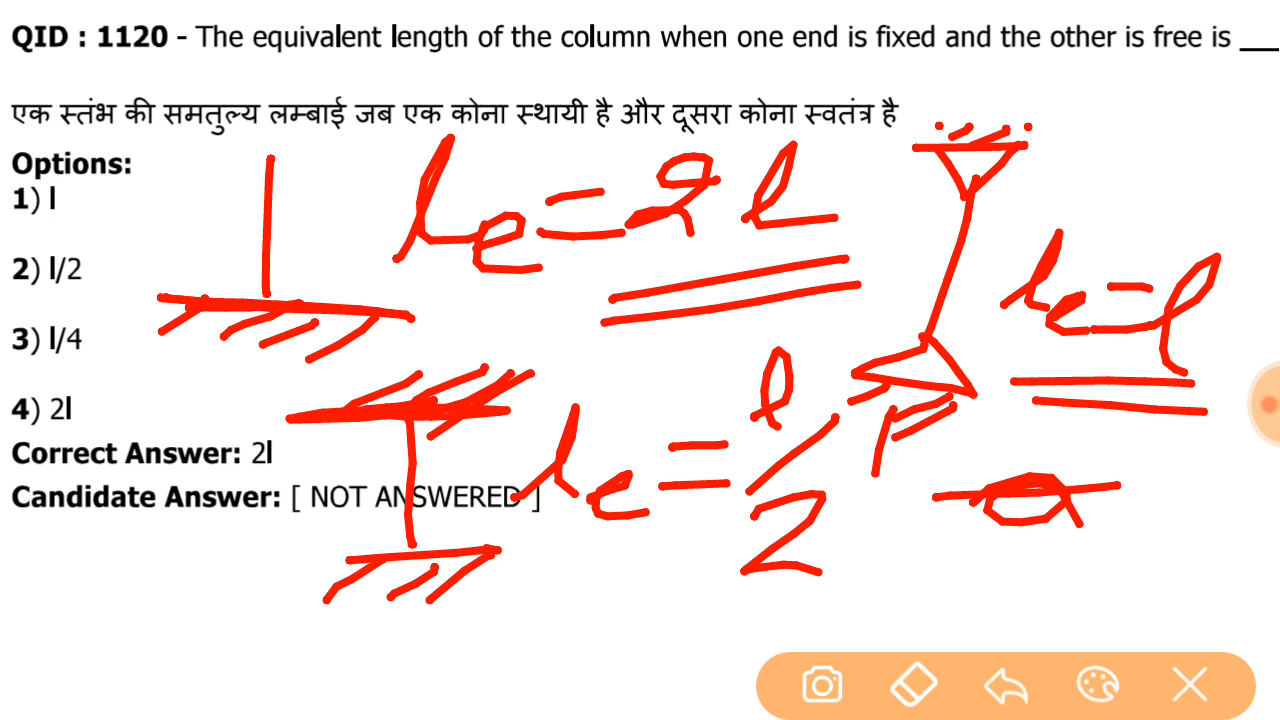 QID : 1120 - The equivalent length of the column when one end is fixed and the other is free is ___
एक स्तंभ की समतुल्य लम्बाई जब एक कोना स्थायी है और दूसरा कोना स्वतंत्र है
Options:
1) l
le = 2 l
2) l/2
le = l
3) l/4
4) 2l
Correct Answer: 2l
le = l/2
Candidate Answer: [ NOT ANSWERED ]